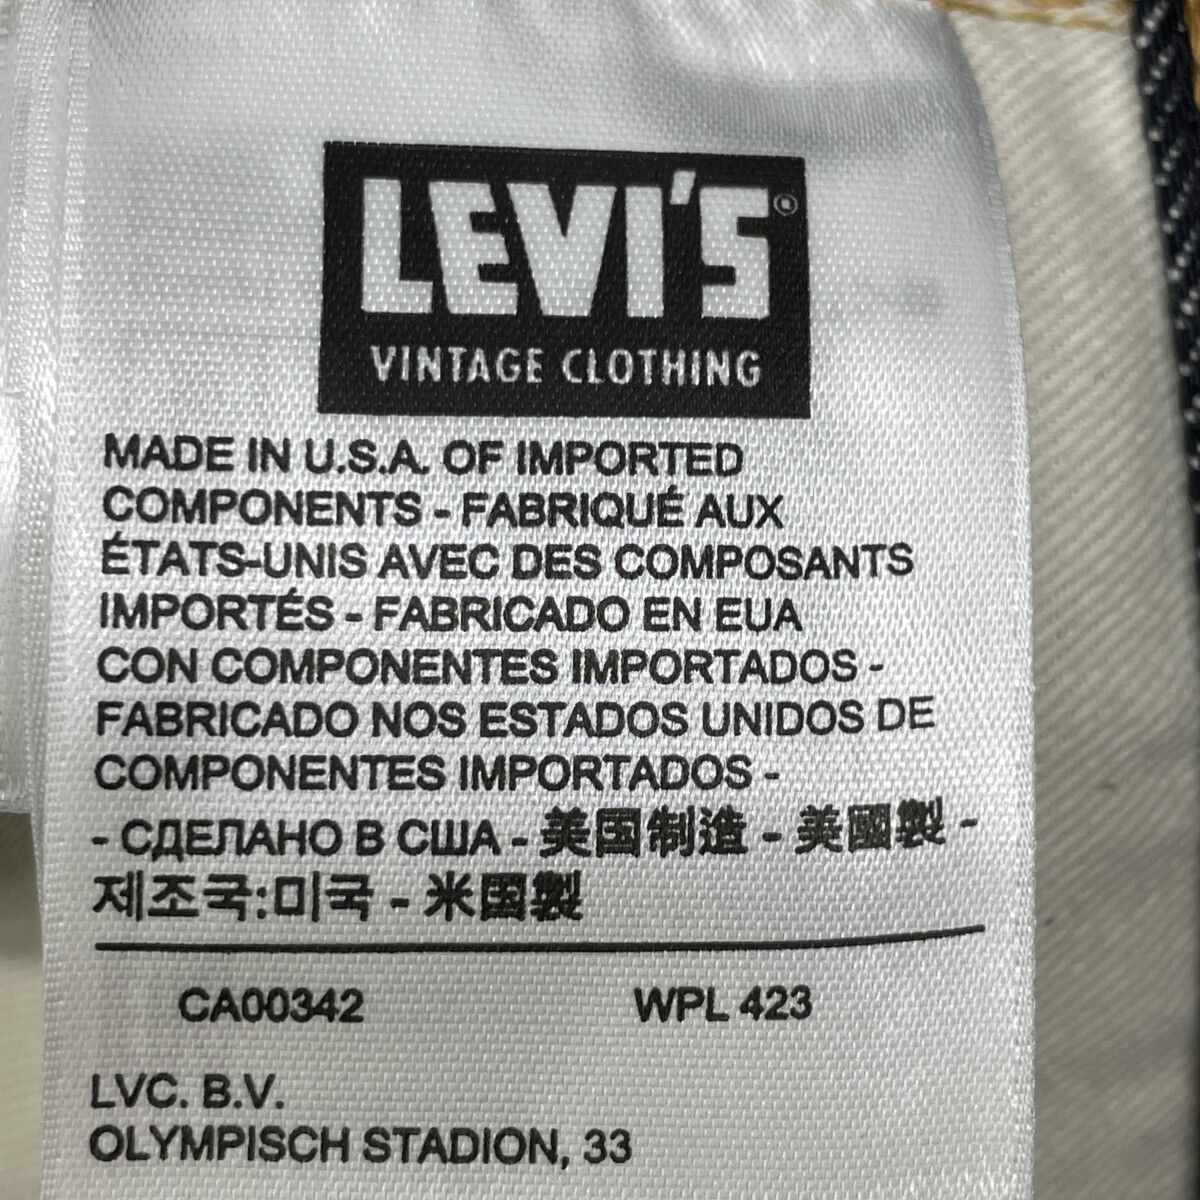 LEVI'S®
VINTAGE CLOTHING
MADE IN U.S.A. OF IMPORTED
COMPONENTS - FABRIQUÉ AUX
ÉTATS-UNIS AVEC DES COMPOSANTS
IMPORTÉS - FABRICADO EN EUA
CON COMPONENTES IMPORTADOS -
FABRICADO NOS ESTADOS UNIDOS DE
COMPONENTES IMPORTADOS -
- СДЕЛАНО В США - 美国制造 - 美國製 -
제조국:미국 - 米国製
CA00342 WPL 423
LVC. B.V.
OLYMPISCH STADION, 33